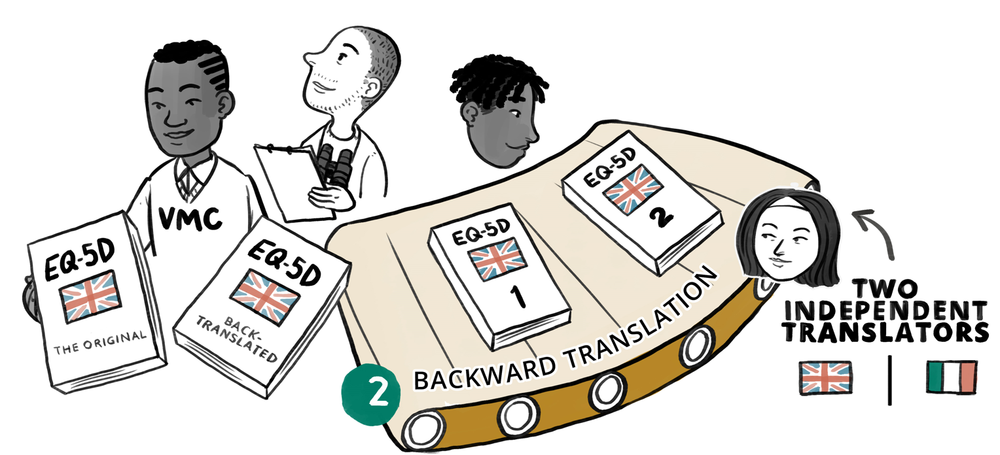 VMC
EQ-5D
THE ORIGINAL
EQ-5D
BACK-
TRANSLATED
EQ-5D
1
EQ-5D
2
2
BACKWARD TRANSLATION
TWO
INDEPENDENT
TRANSLATORS